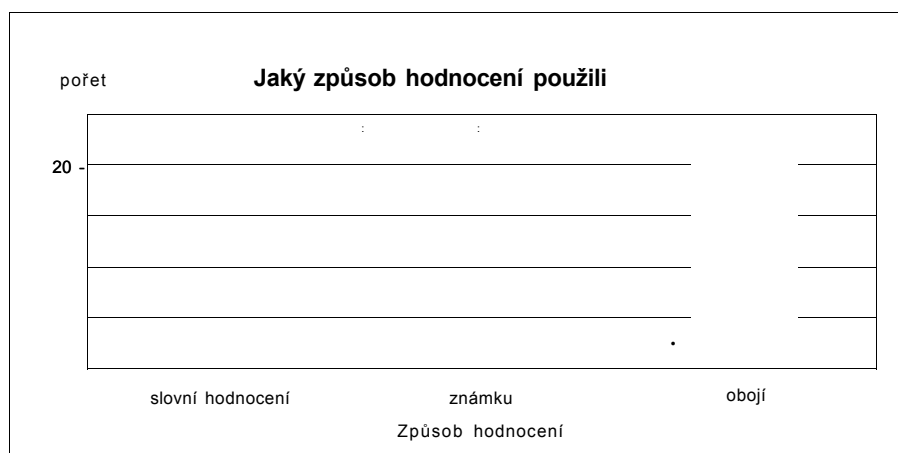 Jaký způsob hodnocení použili
pořet
20 -
slovní hodnocení známku obojí
Způsob hodnocení